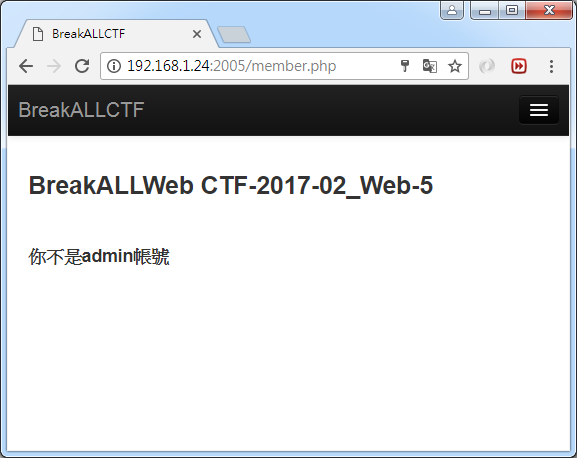 BreakALLCTF
192.168.1.24:2005/member.php
BreakALLCTF
BreakALLWeb CTF-2017-02_Web-5
你不是admin帳號